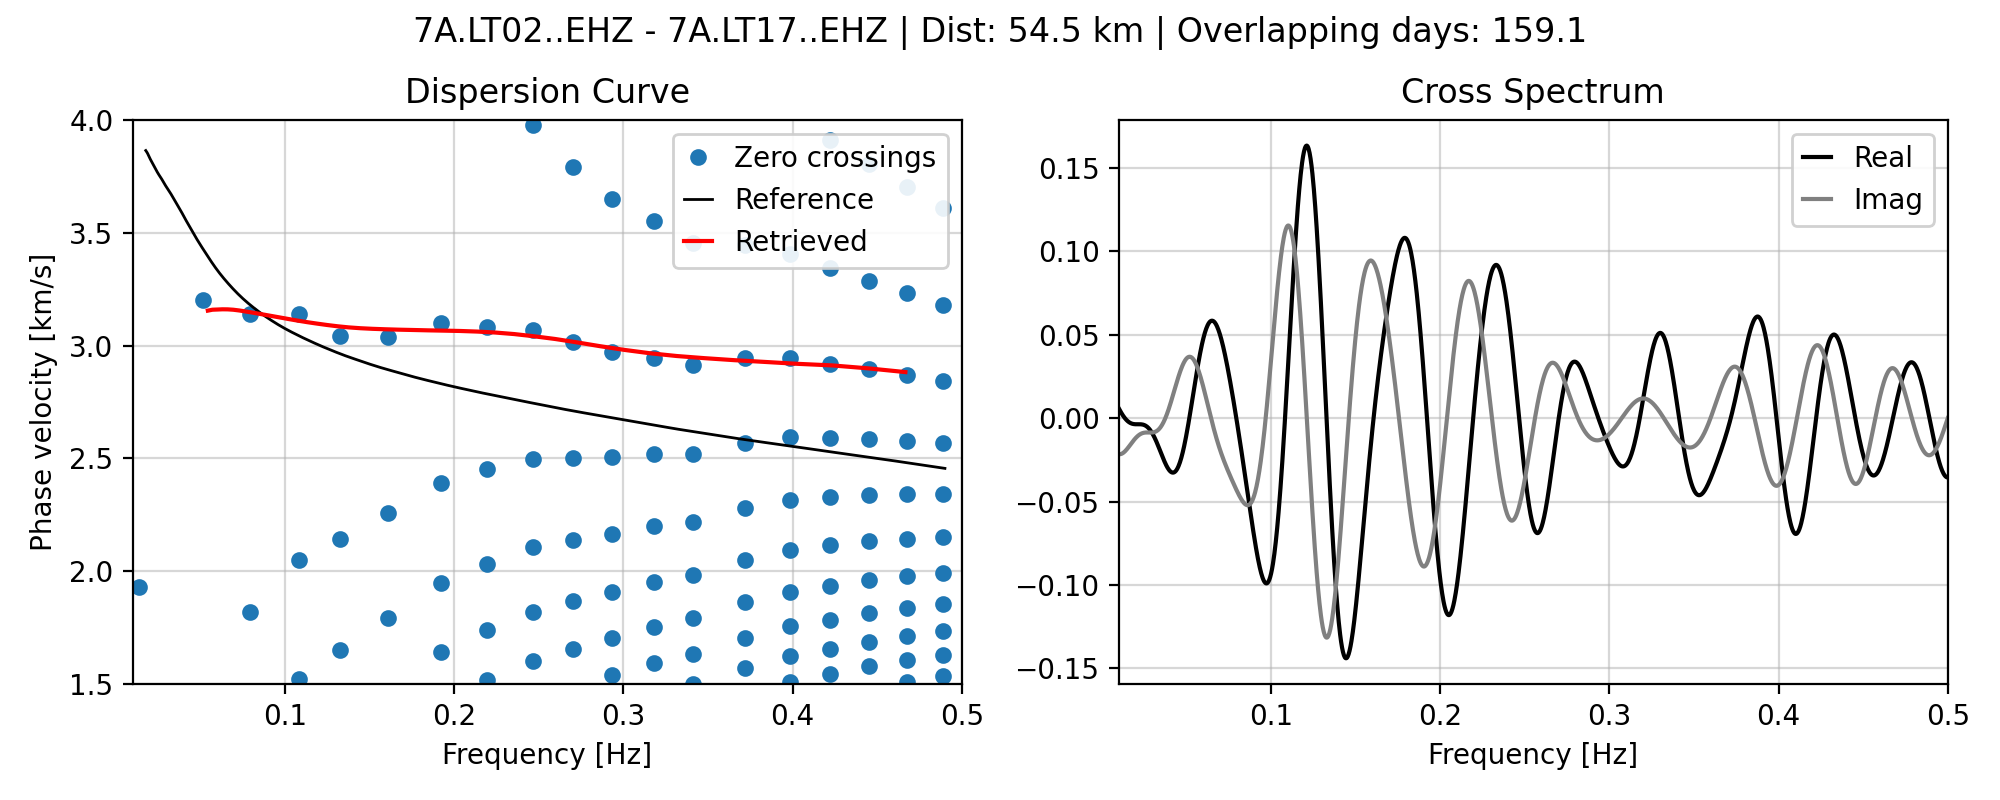 7A.LT02..EHZ - 7A.LT17..EHZ | Dist: 54.5 km | Overlapping days: 159.1
Dispersion Curve
4.0
3.5
3.0
2.5
2.0
1.5
Phase velocity [km/s]
Zero crossings
Reference
Retrieved
0.1
0.2
0.3
0.4
0.5
Frequency [Hz]
Cross Spectrum
0.15
0.10
0.05
0.00
−0.05
−0.10
−0.15
Real
Imag
0.1
0.2
0.3
0.4
0.5
Frequency [Hz]